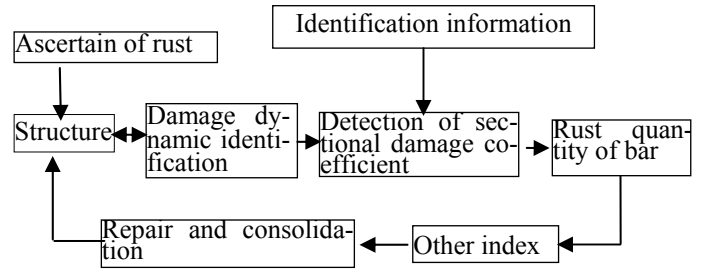 Identification information
Ascertain of rust
Structure
Damage dy-
namic identi-
fication
Detection of sec-
tional damage co-
efficient
Rust quan-
tity of bar
Repair and consolida-
tion
Other index